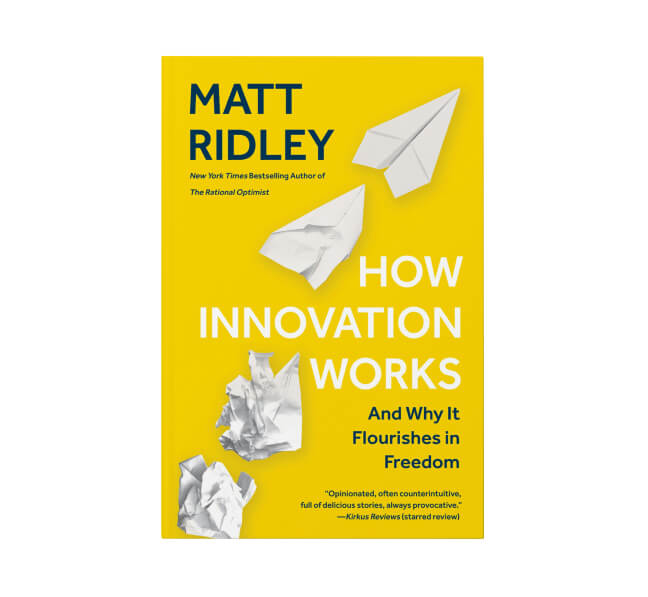 MATT
RIDLEY
New York Times Bestselling Author of
The Rational Optimist
HOW
INNOVATION
WORKS
And Why It
Flourishes in
Freedom
"Opinionated, often counterintuitive,
full of delicious stories, always provocative."
—Kirkus Reviews (starred review)